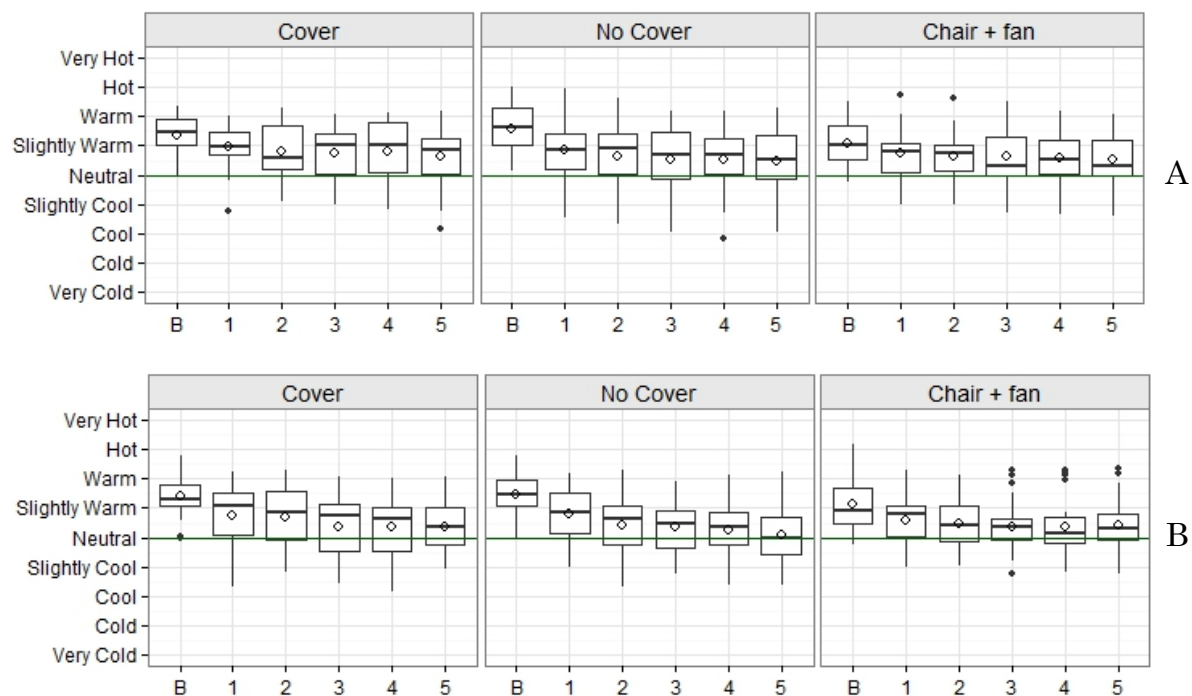 Cover No Cover Chair + fan
Very Hot
Hot
Warm
Slightly Warm
Neutral
Slightly Cool
Cool
Cold
Very Cold
A
B 1 2 3 4 5 B 1 2 3 4 5 B 1 2 3 4 5
Cover No Cover Chair + fan
Very Hot
Hot
Warm
Slightly Warm
Neutral
Slightly Cool
Cool
Cold
Very Cold
B
B 1 2 3 4 5 B 1 2 3 4 5 B 1 2 3 4 5